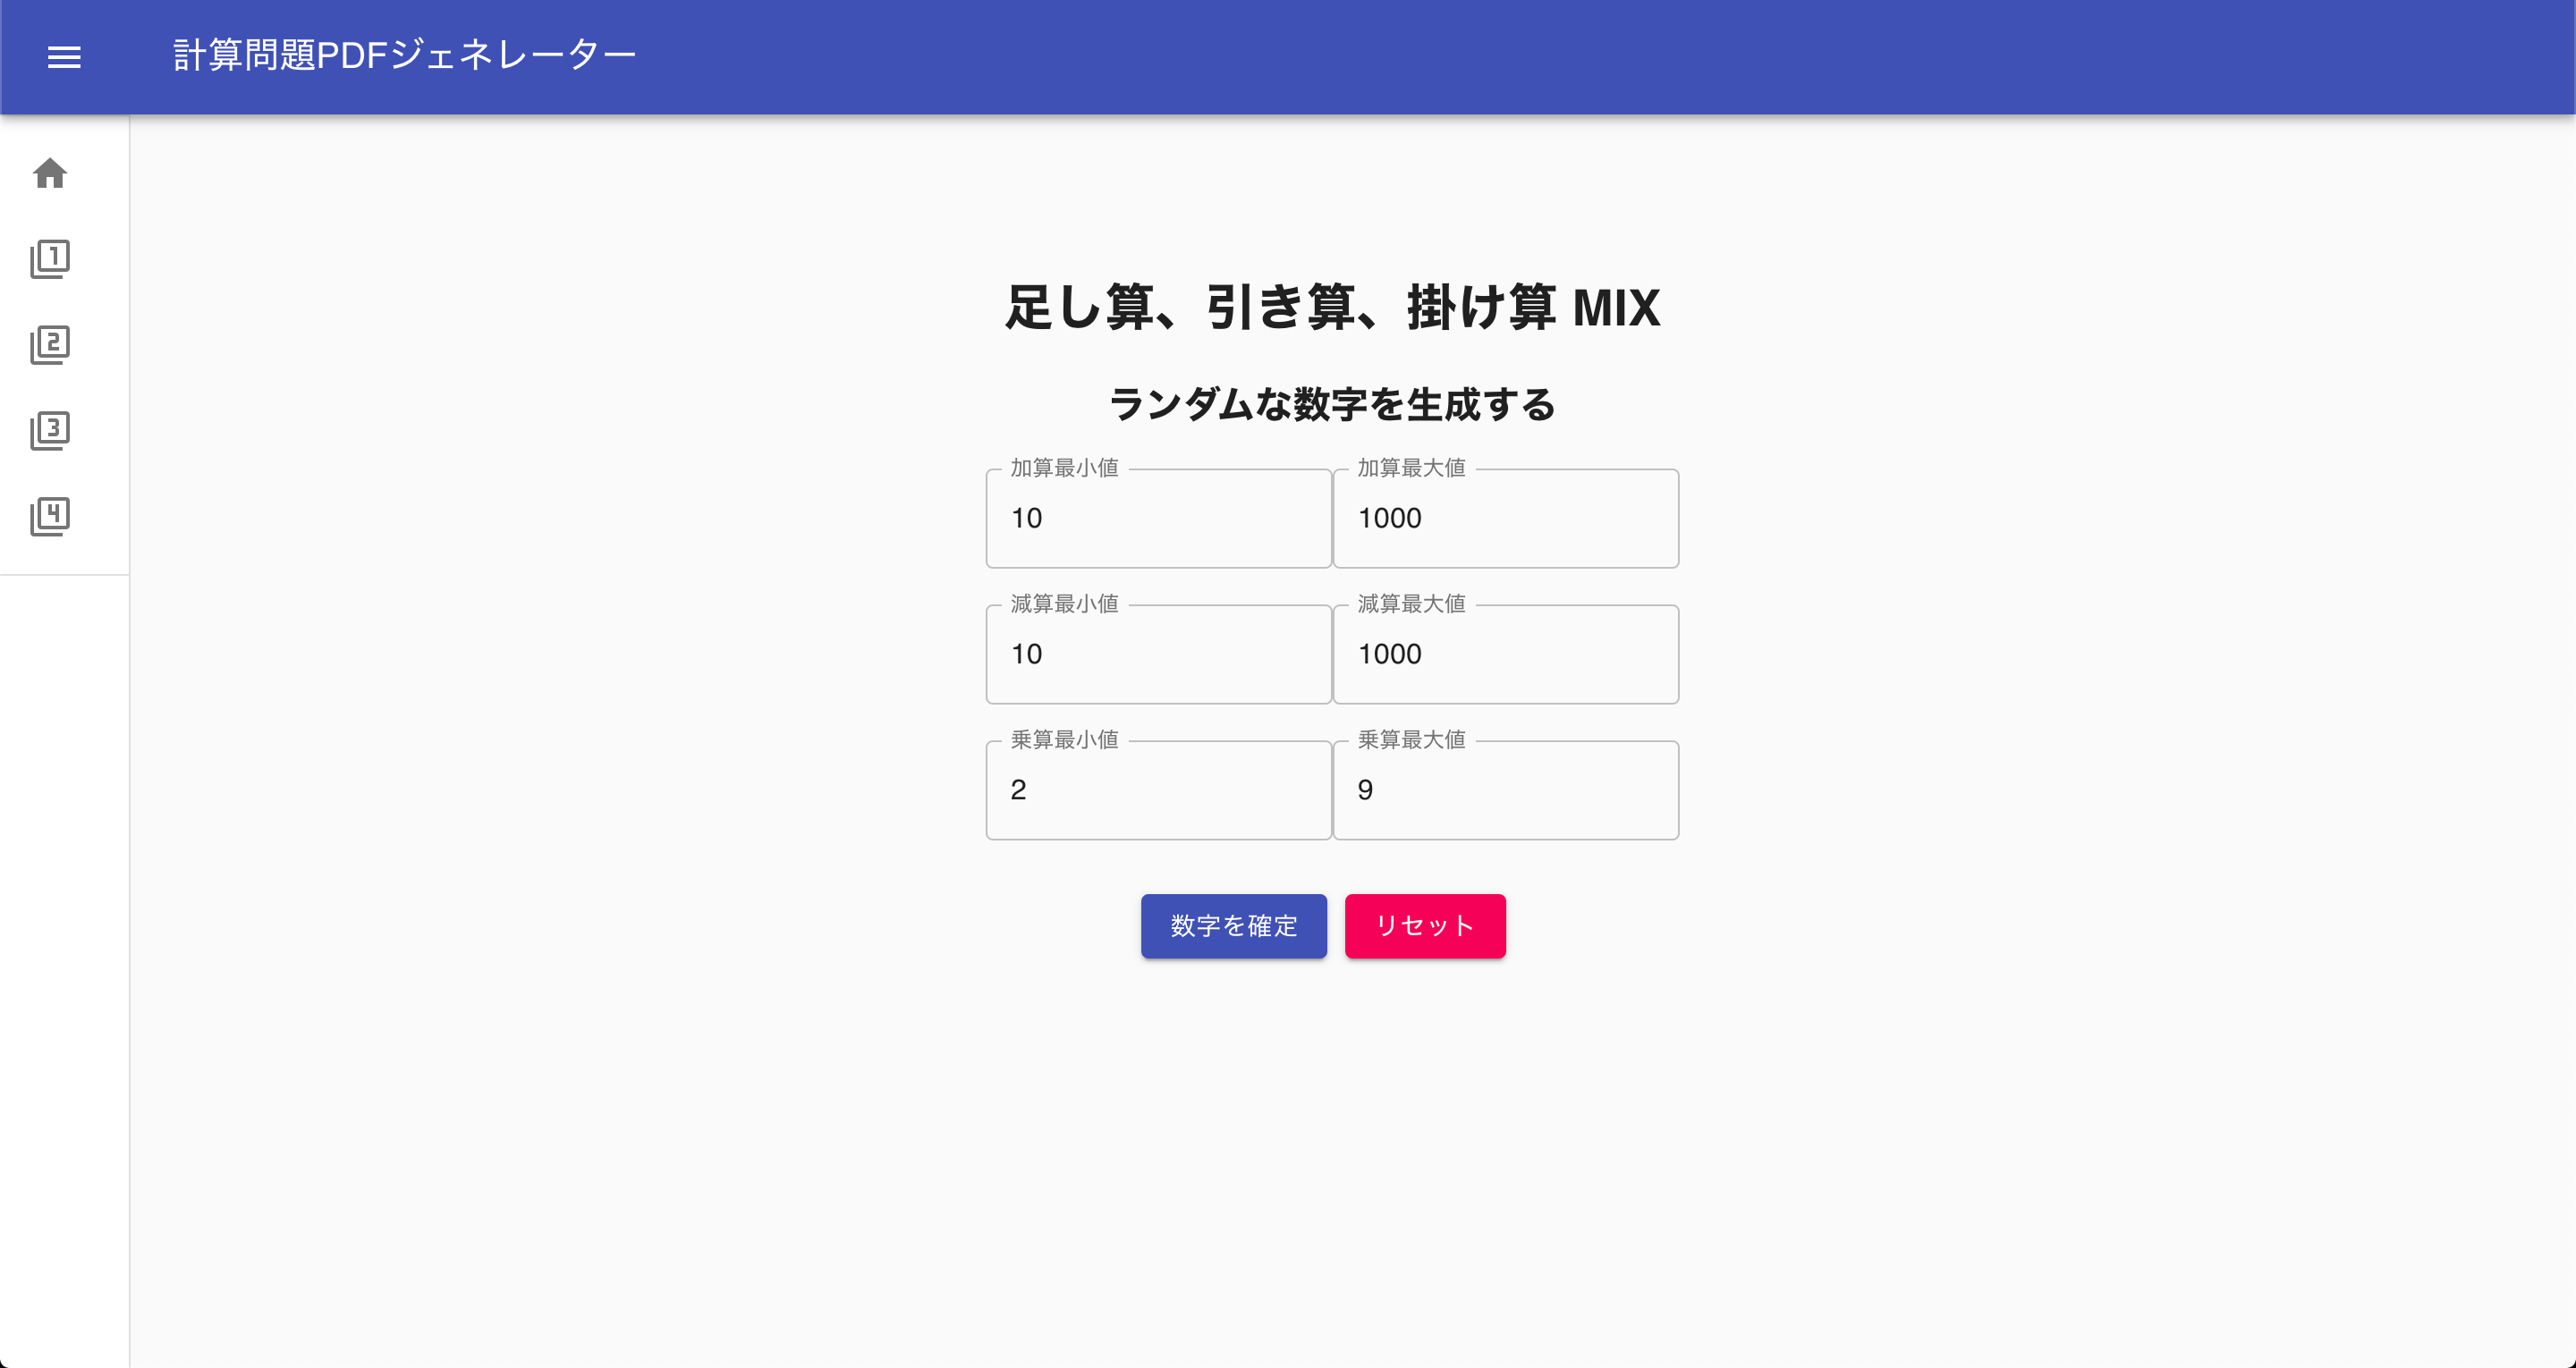 計算問題PDFジェネレーター
1
2
3
4
足し算、引き算、掛け算 MIX
ランダムな数字を生成する
加算最小値 加算最大値
10 1000
減算最小値 減算最大値
10 1000
乗算最小値 乗算最大値
2 9
数字を確定 リセット